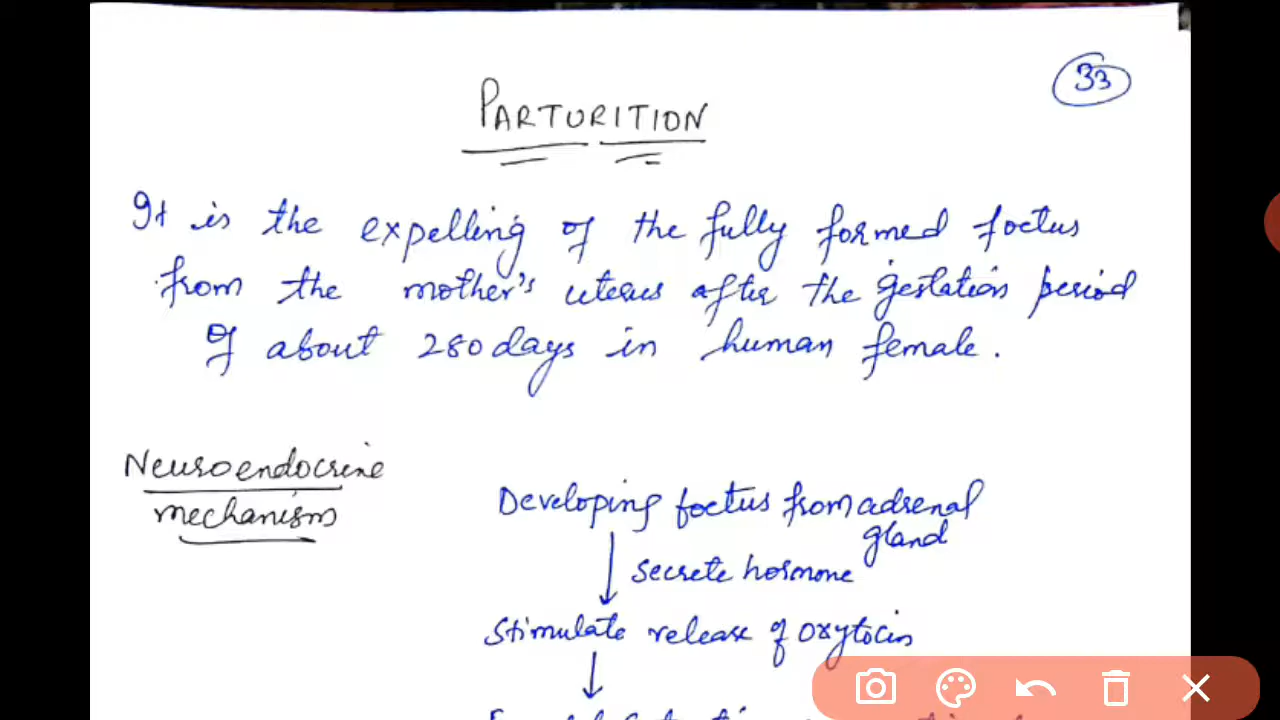 33
PARTURITION
It is the expelling of the fully formed foetus
from the mother's uterus after the gestation period
of about 280 days in human female.
Neuroendocrine
mechanism
Developing foetus from adrenal
gland
secrete hormone
Stimulate release of oxytocin